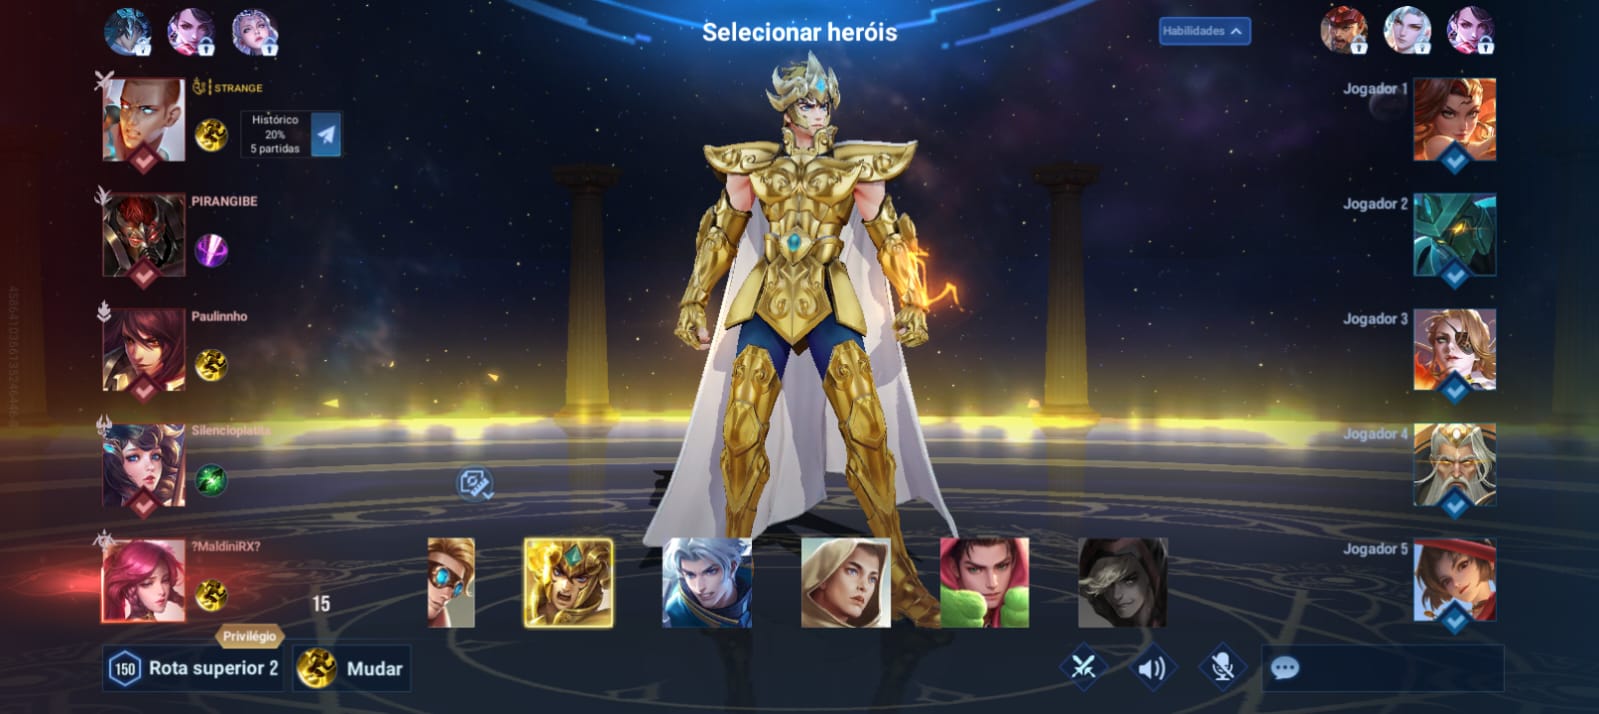 Selecionar heróis
Habilidades
STRANGE
Histórico
20%
5 partidas
PIRANGIBE
Paulinnho
Silencioplatita
?MaldiniRX?
15
Privilégio
150 Rota superior 2
Mudar
Jogador 1
Jogador 2
Jogador 3
Jogador 4
Jogador 5